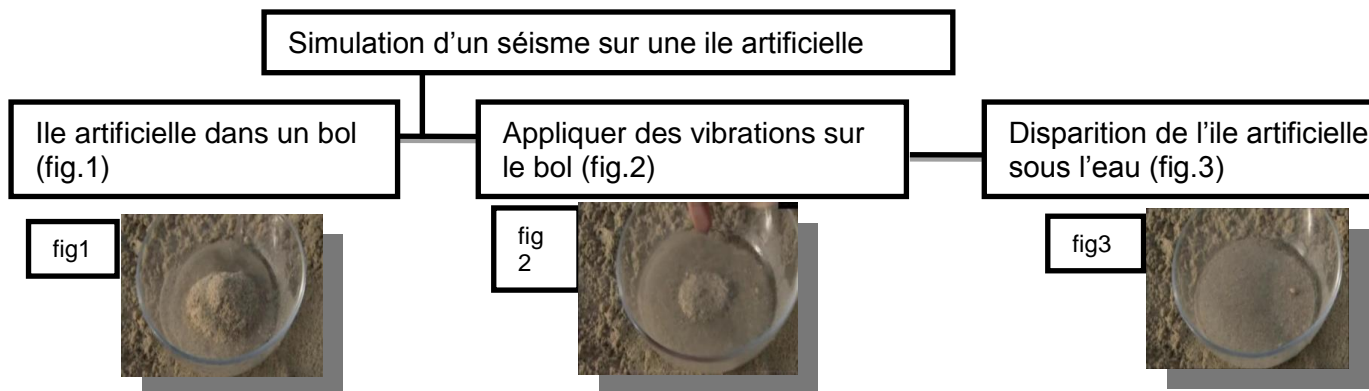 Simulation d’un séisme sur une ile artificielle
Ile artificielle dans un bol
(fig.1)
Appliquer des vibrations sur
le bol (fig.2)
Disparition de l’ile artificielle
sous l’eau (fig.3)
fig1
fig
2
fig3